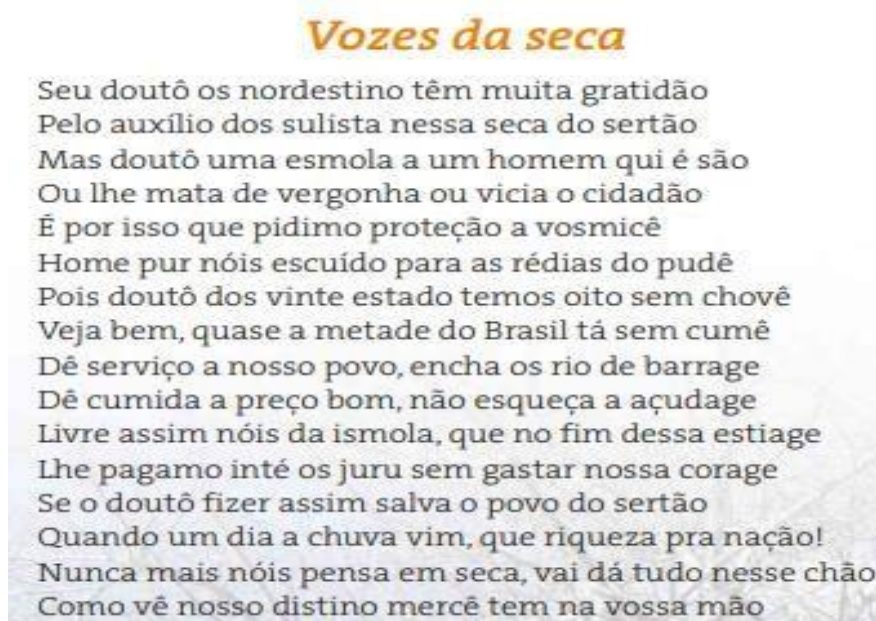 Vozes da seca
Seu doutô os nordestino têm muita gratidão
Pelo auxílio dos sulista nessa seca do sertão
Mas doutô uma esmola a um homem qui é são
Ou lhe mata de vergonha ou vicia o cidadão
É por isso que pidimo proteção a vosmicê
Home pur nóis escuído para as rédias do pudê
Pois doutô dos vinte estado temos oito sem chovê
Veja bem, quase a metade do Brasil tá sem cumê
Dê serviço a nosso povo, encha os rio de barrage
Dê cumida a preço bom, não esqueça a açudage
Livre assim nóis da ismola, que no fim dessa estiage
Lhe pagamo inté os juru sem gastar nossa corage
Se o doutô fizer assim salva o povo do sertão
Quando um dia a chuva vim, que riqueza pra nação!
Nunca mais nóis pensa em seca, vai dá tudo nesse chão
Como vê nosso distino mercê tem na vossa mão